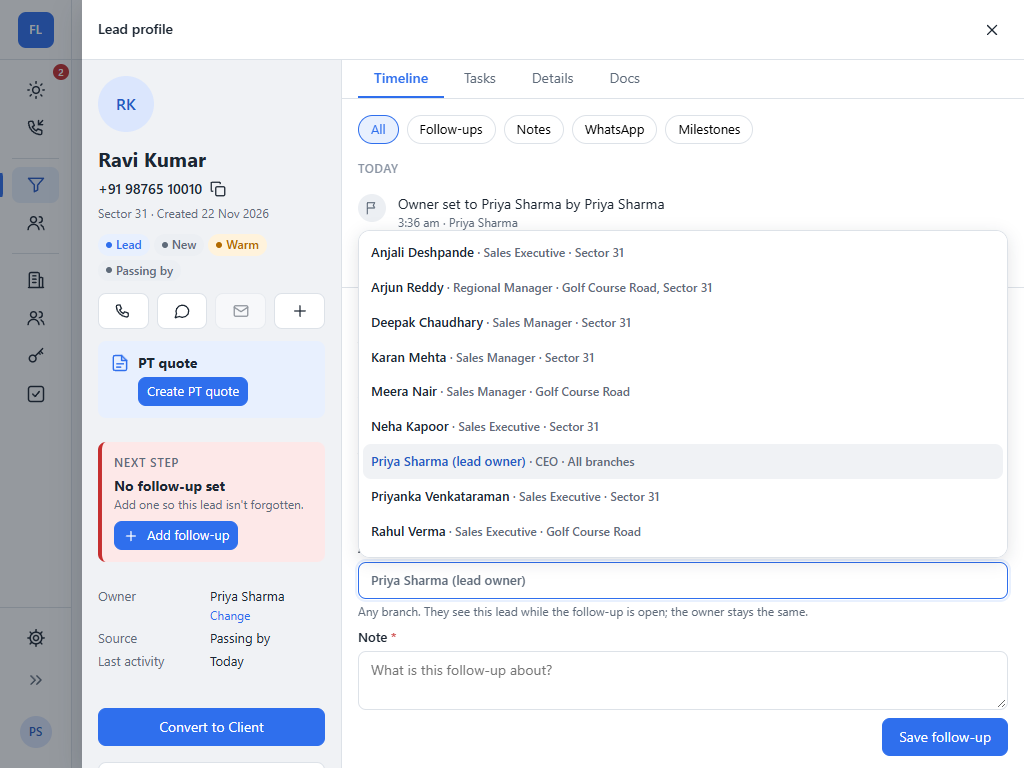 FL
Lead profile
2
RK
Ravi Kumar
+91 98765 10010
Sector 31 · Created 22 Nov 2026
Lead
New
Warm
Passing by
PT quote
Create PT quote
NEXT STEP
No follow-up set
Add one so this lead isn't forgotten.
Add follow-up
Owner
Priya Sharma
Change
Source
Passing by
Last activity
Today
Convert to Client
PS
Timeline
Tasks
Details
Docs
All
Follow-ups
Notes
WhatsApp
Milestones
TODAY
Owner set to Priya Sharma by Priya Sharma
3:36 am · Priya Sharma
Anjali Deshpande · Sales Executive · Sector 31
Arjun Reddy · Regional Manager · Golf Course Road, Sector 31
Deepak Chaudhary · Sales Manager · Sector 31
Karan Mehta · Sales Manager · Sector 31
Meera Nair · Sales Manager · Golf Course Road
Neha Kapoor · Sales Executive · Sector 31
Priya Sharma (lead owner) · CEO · All branches
Priyanka Venkataraman · Sales Executive · Sector 31
Rahul Verma · Sales Executive · Golf Course Road
Priya Sharma (lead owner)
Any branch. They see this lead while the follow-up is open; the owner stays the same.
Note *
What is this follow-up about?
Save follow-up